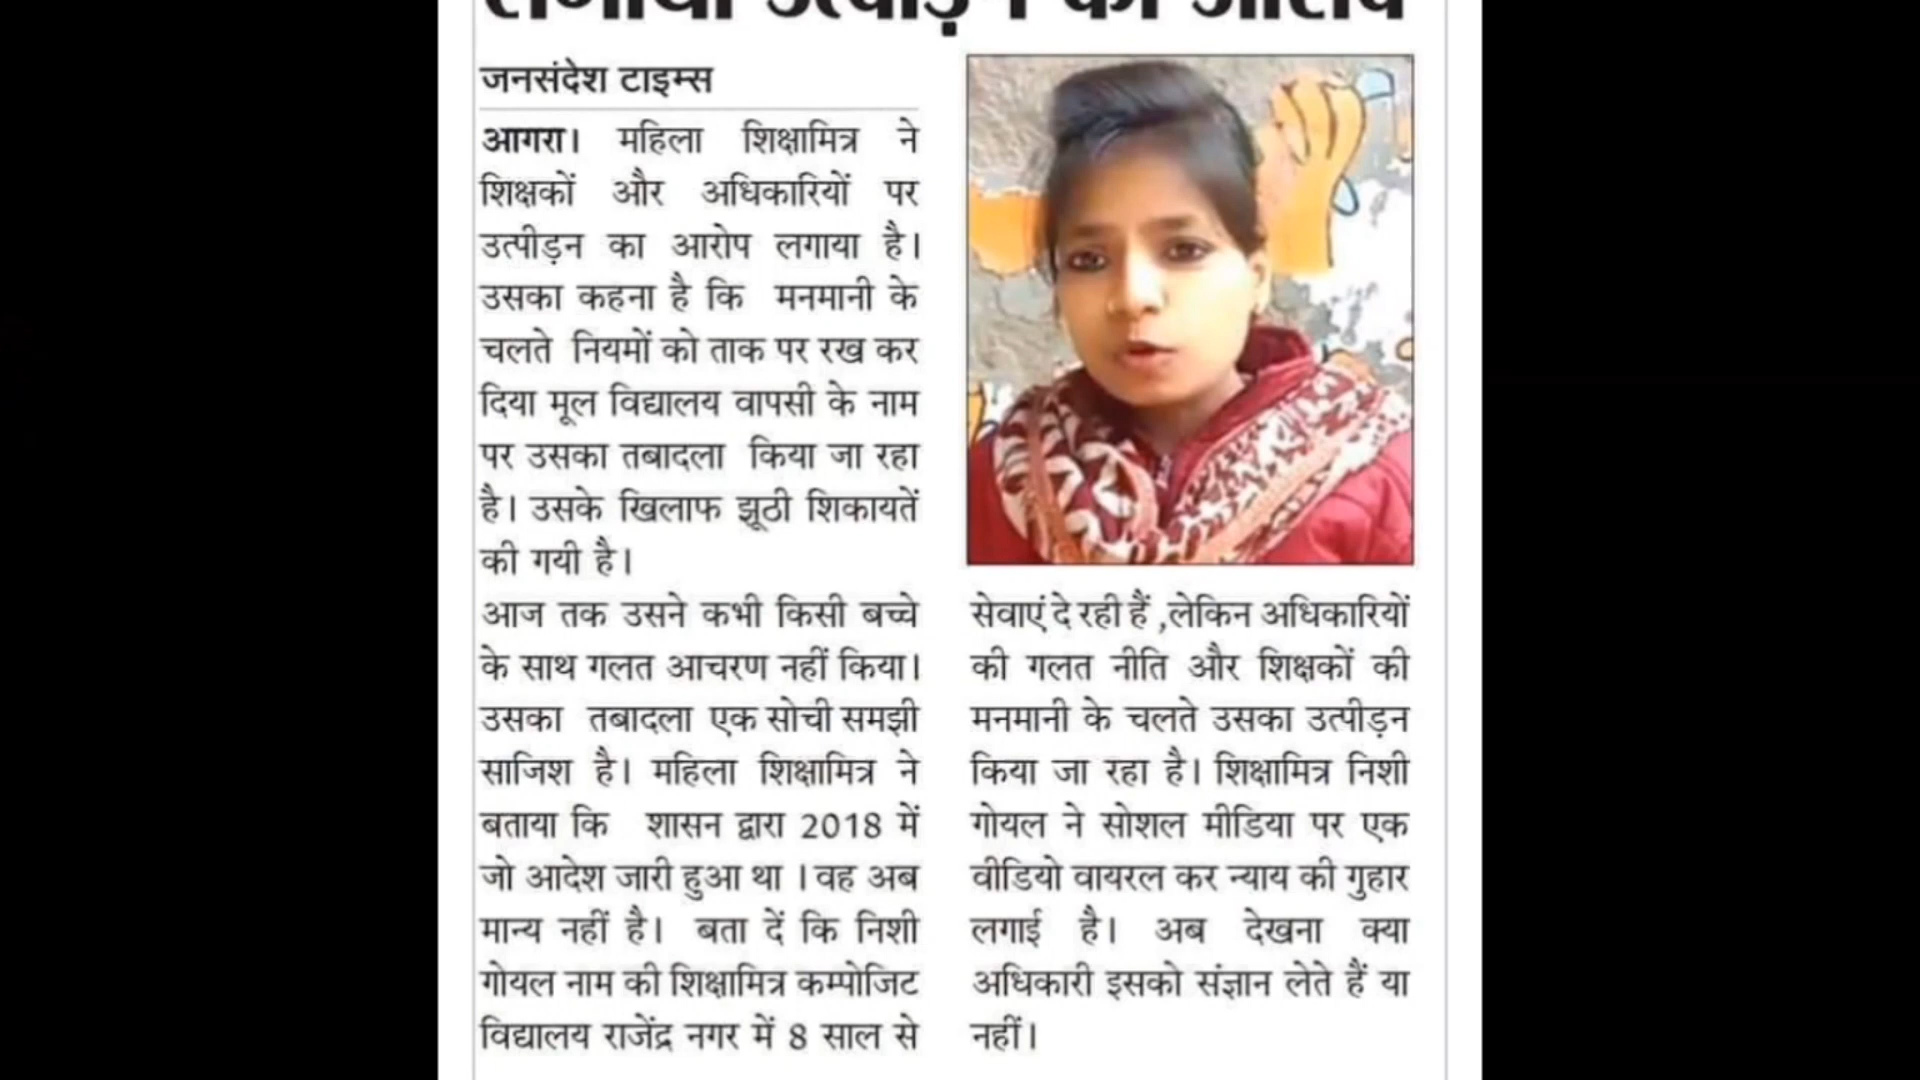 लगाया उत्पीड़न का आरोप
जनसंदेश टाइम्स
आगरा। महिला शिक्षामित्र ने
शिक्षकों और अधिकारियों पर
उत्पीड़न का आरोप लगाया है।
उसका कहना है कि मनमानी के
चलते नियमों को ताक पर रख कर
दिया मूल विद्यालय वापसी के नाम
पर उसका तबादला किया जा रहा
है। उसके खिलाफ झूठी शिकायतें
की गयी है।
आज तक उसने कभी किसी बच्चे
के साथ गलत आचरण नहीं किया।
उसका तबादला एक सोची समझी
साजिश है। महिला शिक्षामित्र ने
बताया कि शासन द्वारा 2018 में
जो आदेश जारी हुआ था । वह अब
मान्य नहीं है। बता दें कि निशी
गोयल नाम की शिक्षामित्र कम्पोजिट
विद्यालय राजेंद्र नगर में 8 साल से
सेवाएं दे रही हैं ,लेकिन अधिकारियों
की गलत नीति और शिक्षकों की
मनमानी के चलते उसका उत्पीड़न
किया जा रहा है। शिक्षामित्र निशी
गोयल ने सोशल मीडिया पर एक
वीडियो वायरल कर न्याय की गुहार
लगाई है। अब देखना क्या
अधिकारी इसको संज्ञान लेते हैं या
नहीं।